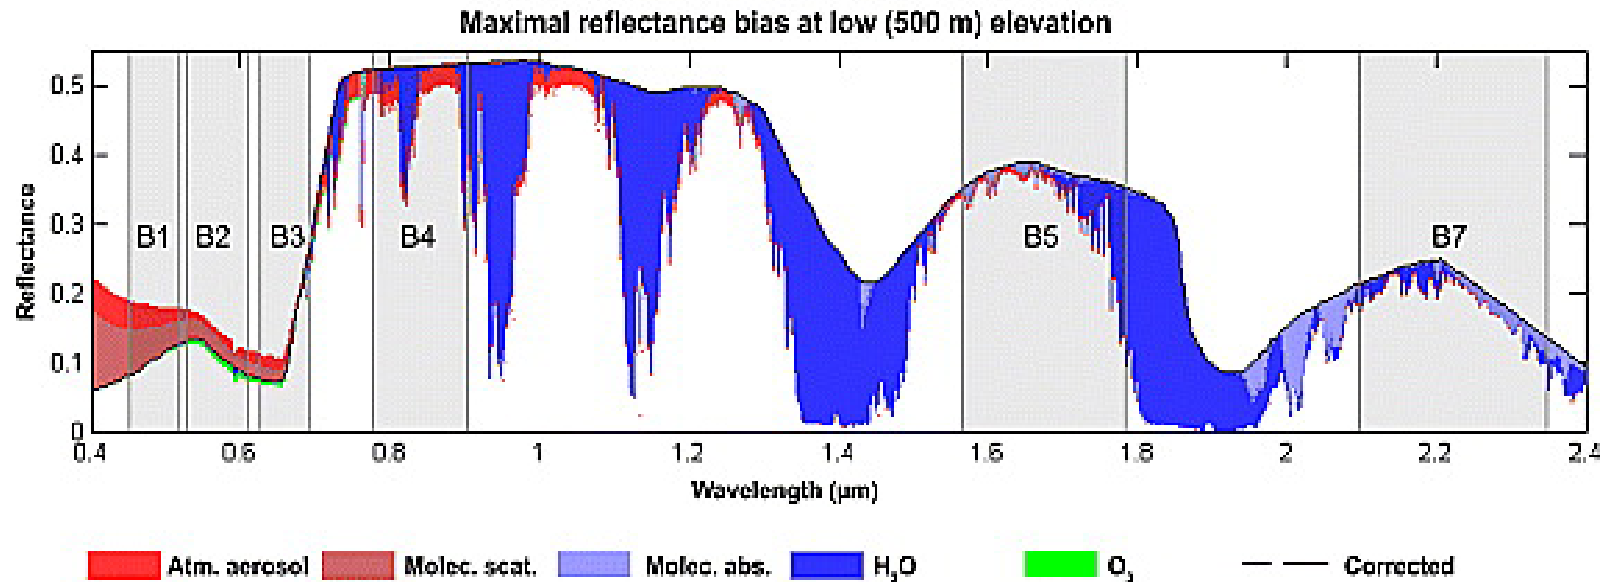 Maximal reflectance bias at low (500 m) elevation
Reflectance
0.5
0.4
0.3
0.2
0.1
0
B1 B2 B3 B4 B5 B7
0.4 0.6 0.8 1 1.2 1.4 1.6 1.8 2 2.2 2.4
Wavelength (µm)
Atm. aerosol Molec. scat. Molec. abs. H₂O O₃ Corrected